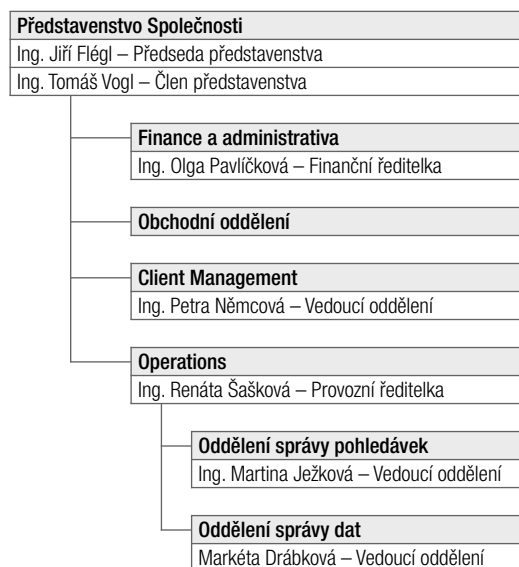 Představenstvo Společnosti
Ing. Jiří Flégl – Předseda představenstva
Ing. Tomáš Vogl – Člen představenstva
Finance a administrativa
Ing. Olga Pavlíčková – Finanční ředitelka
Obchodní oddělení
Client Management
Ing. Petra Němcová – Vedoucí oddělení
Operations
Ing. Renáta Šašková – Provozní ředitelka
Oddělení správy pohledávek
Ing. Martina Ježková – Vedoucí oddělení
Oddělení správy dat
Markéta Drábková – Vedoucí oddělení